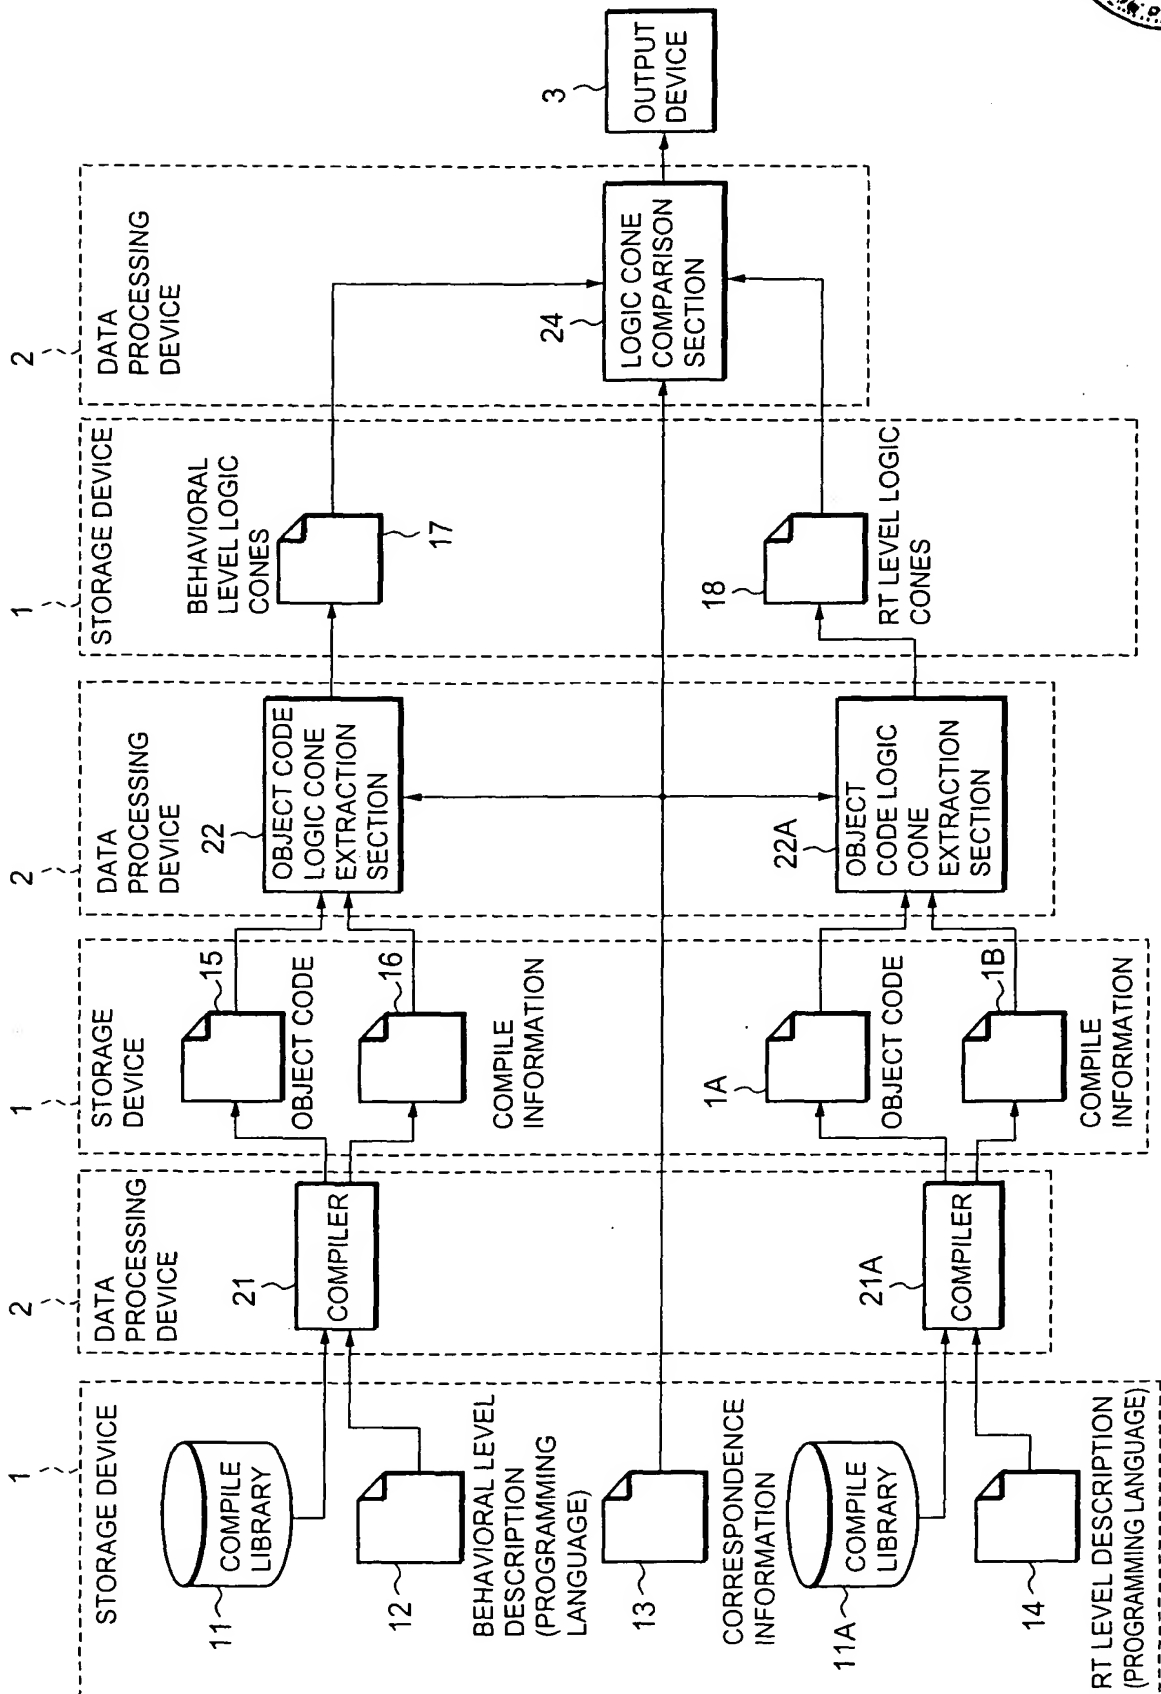 1
STORAGE DEVICE
11
COMPILE
LIBRARY
12
BEHAVIORAL LEVEL
DESCRIPTION
(PROGRAMMING
LANGUAGE)
13
CORRESPONDENCE
INFORMATION
11A
COMPILE
LIBRARY
14
RT LEVEL DESCRIPTION
(PROGRAMMING LANGUAGE)
2
DATA
PROCESSING
DEVICE
21
COMPILER
21A
COMPILER
1
STORAGE
DEVICE
15
OBJECT CODE
16
COMPILE
INFORMATION
1A
OBJECT CODE
1B
COMPILE
INFORMATION
2
DATA
PROCESSING
DEVICE
22
OBJECT CODE
LOGIC CONE
EXTRACTION
SECTION
22A
OBJECT
CODE LOGIC
CONE
EXTRACTION
SECTION
1
STORAGE DEVICE
BEHAVIORAL
LEVEL LOGIC
CONES
17
18
RT LEVEL LOGIC
CONES
2
DATA
PROCESSING
DEVICE
24
LOGIC CONE
COMPARISON
SECTION
3
OUTPUT
DEVICE